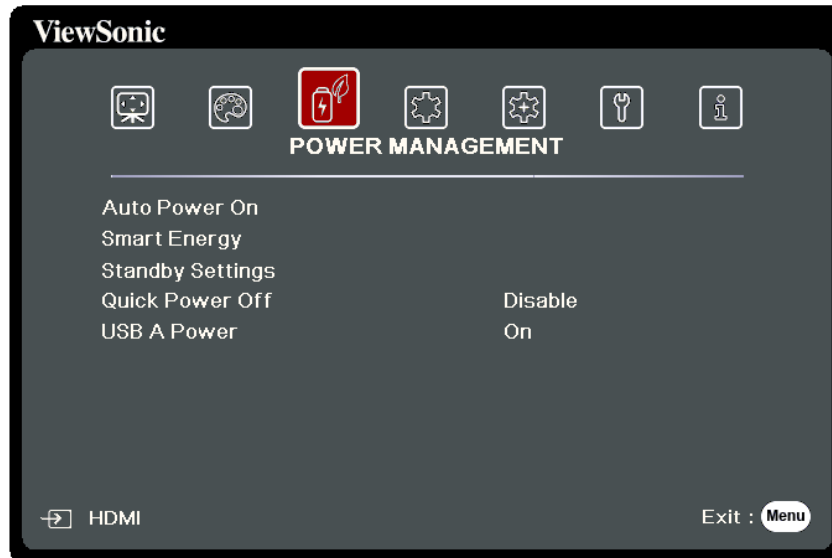 ViewSonic
POWER MANAGEMENT
Auto Power On
Smart Energy
Standby Settings
Quick Power Off Disable
USB A Power On
HDMI Exit : Menu